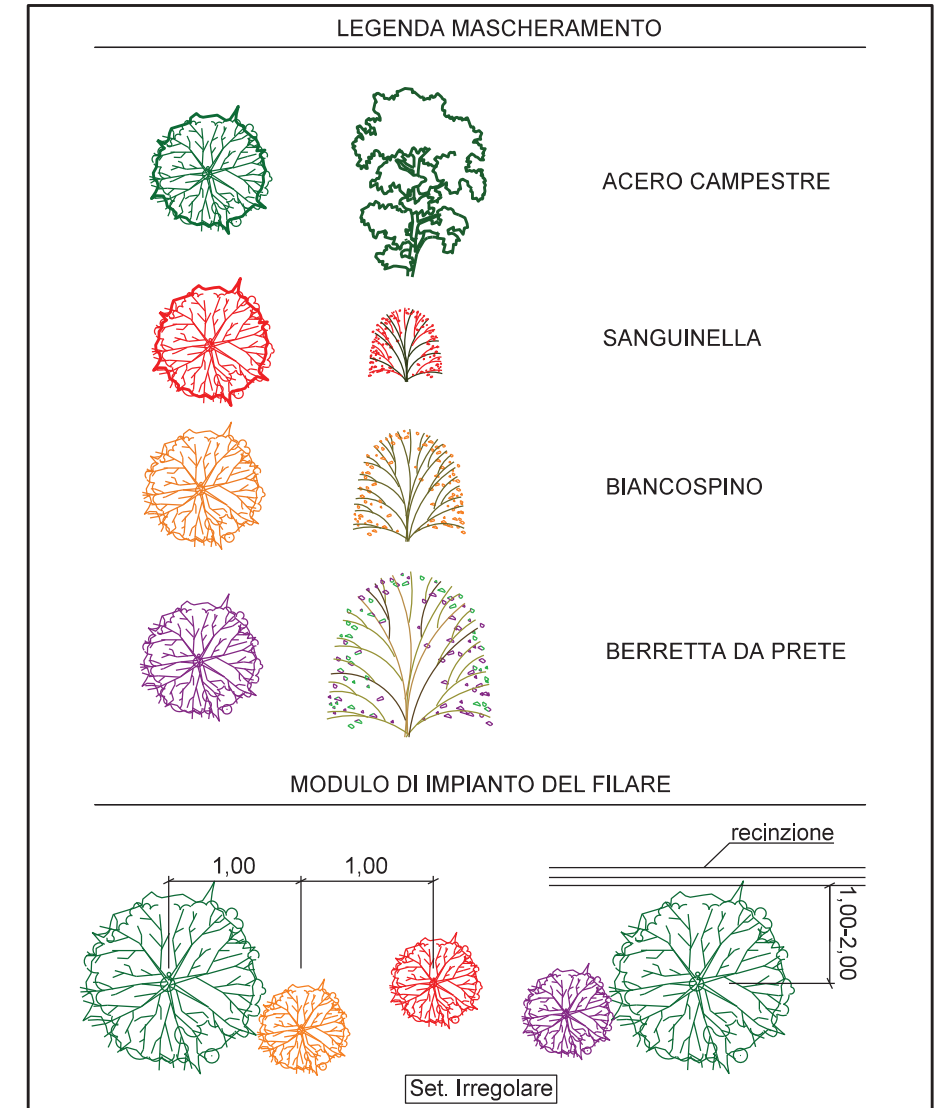 LEGENDA MASCHERAMENTO
ACERO CAMPESTRE
SANGUINELLA
BIANCOSPINO
BERRETTA DA PRETE
MODULO DI IMPIANTO DEL FILARE
recinzione
1,00 1,00
1,00-2,00
Set. Irregolare